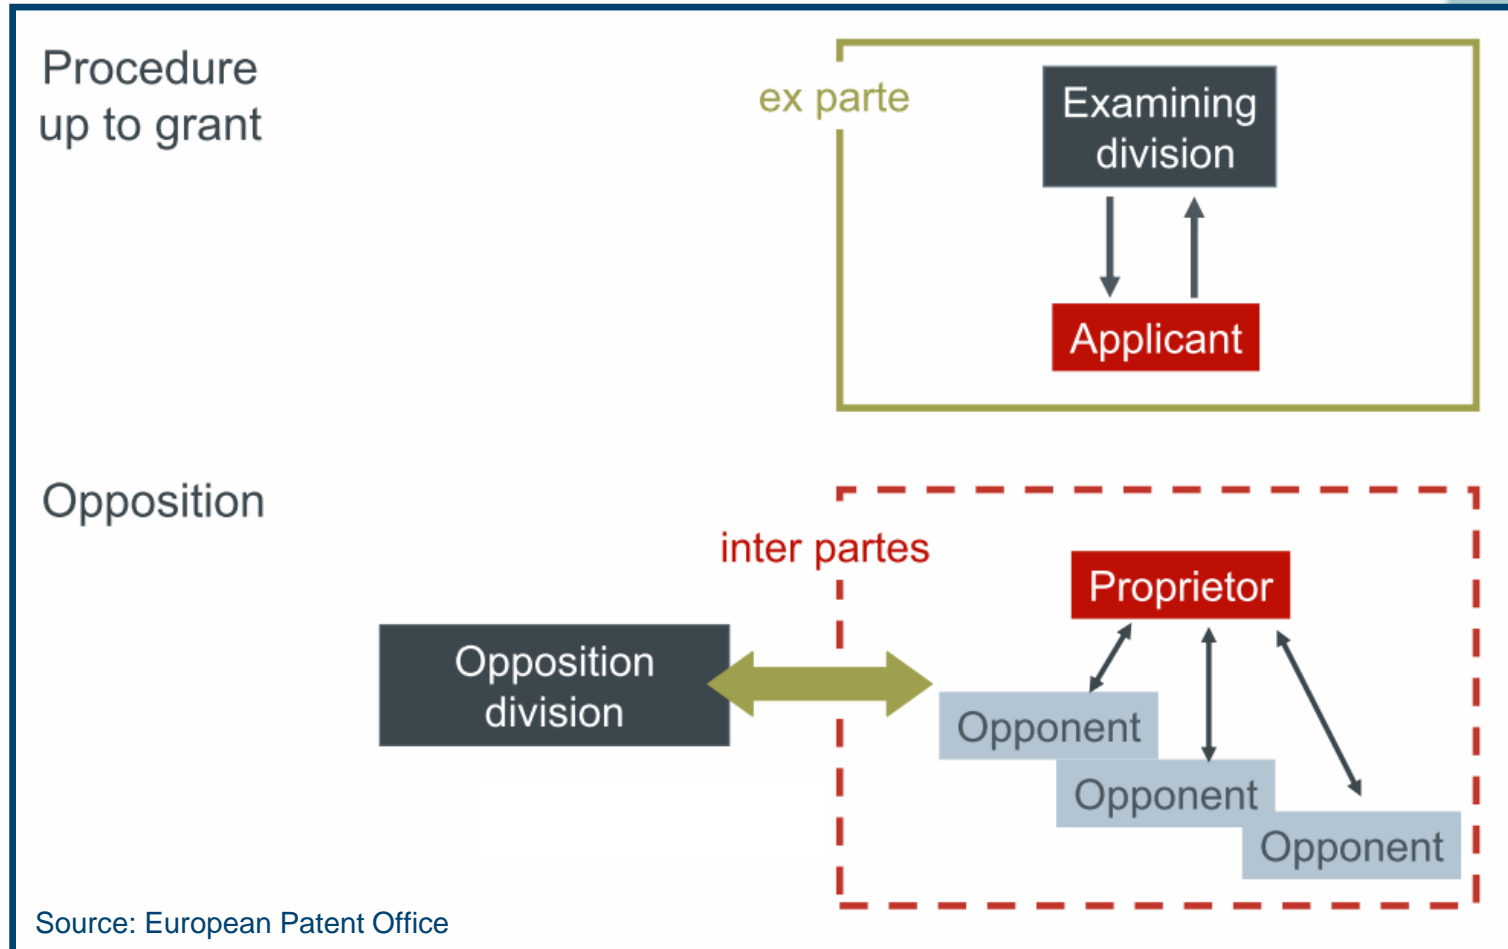 Procedure
up to grant
ex parte
Examining
division
Applicant
Opposition
inter partes
Proprietor
Opposition
division
Opponent
Opponent
Opponent
Source: European Patent Office